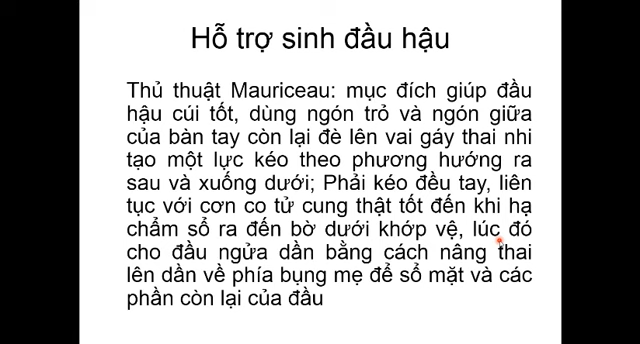 Hỗ trợ sinh đầu hậu
Thủ thuật Mauriceau: mục đích giúp đầu
hậu cúi tốt, dùng ngón trỏ và ngón giữa
của bàn tay còn lại đè lên vai gáy thai nhi
tạo một lực kéo theo phương hướng ra
sau và xuống dưới; Phải kéo đều tay, liên
tục với cơn co tử cung thật tốt đến khi hạ
chẩm sổ ra đến bờ dưới khớp vệ, lúc đó
cho đầu ngửa dần bằng cách nâng thai
lên dần về phía bụng mẹ để sổ mặt và các
phần còn lại của đầu